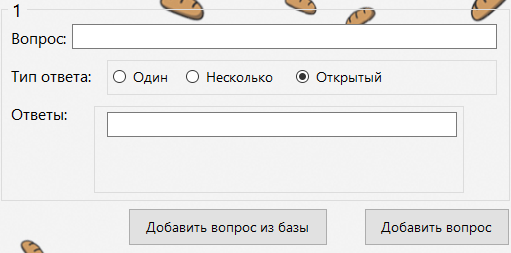 1
Вопрос:
Тип ответа: Один Несколько Открытый
Ответы:
Добавить вопрос из базы Добавить вопрос